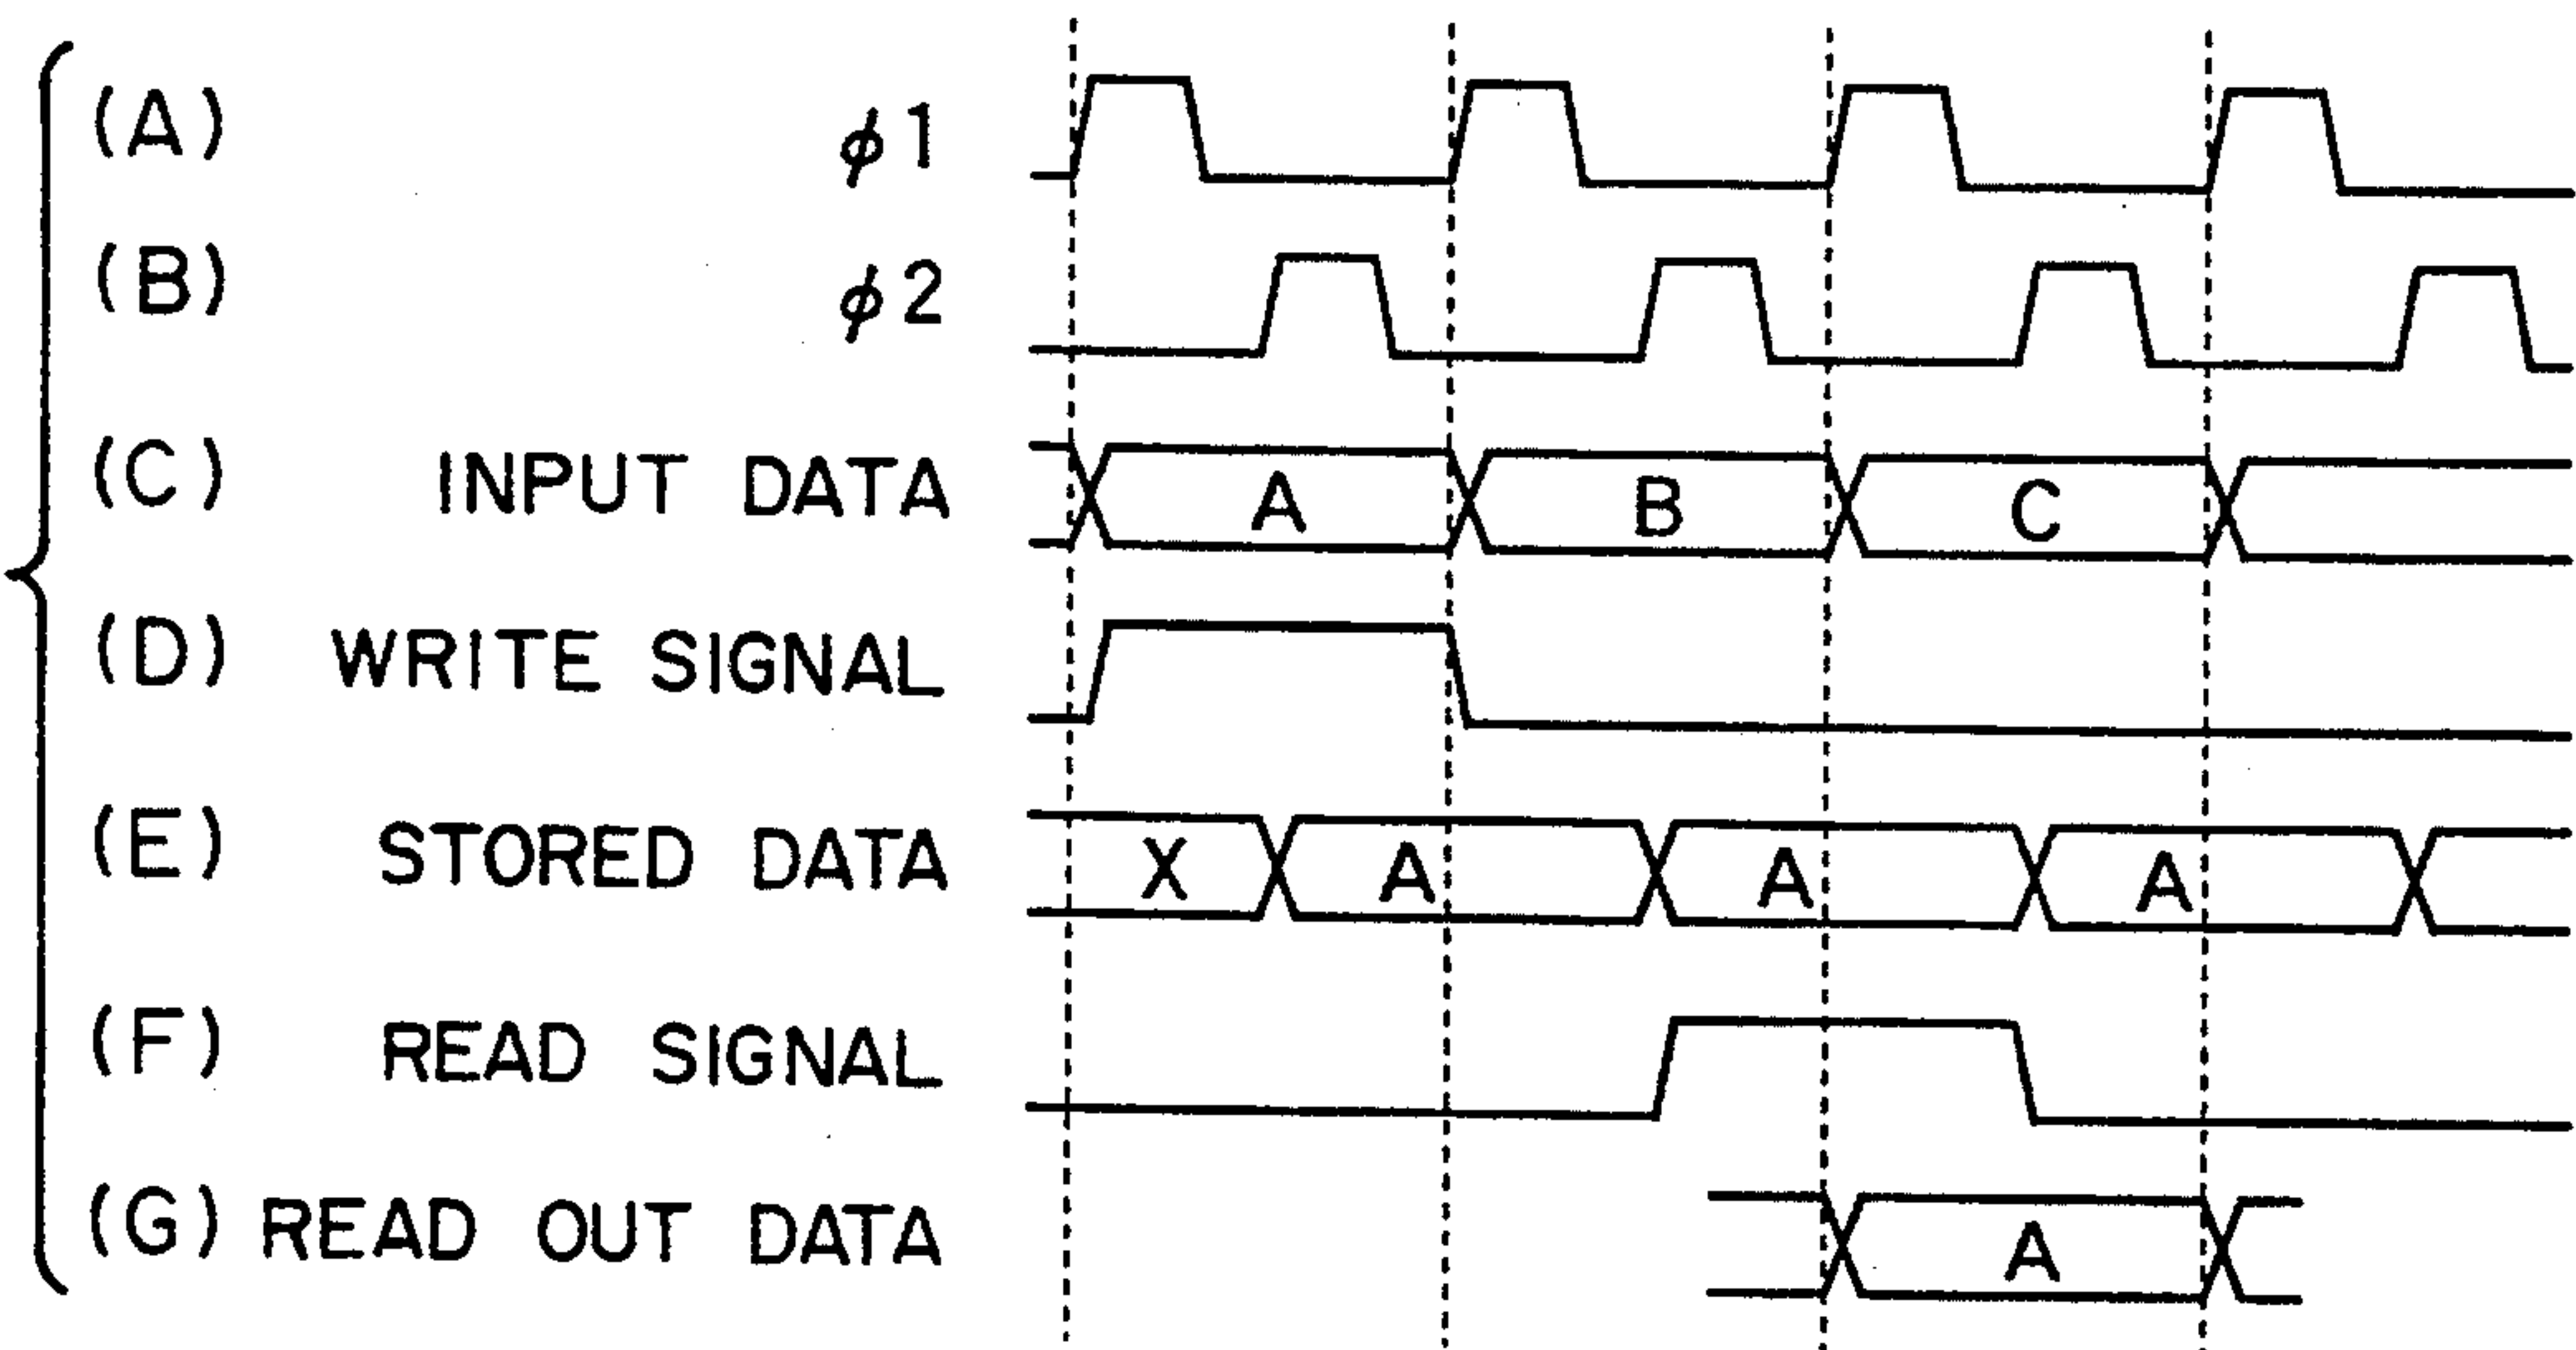 (A) φ1
(B) φ2
(C) INPUT DATA A B C
(D) WRITE SIGNAL
(E) STORED DATA X A A A
(F) READ SIGNAL
(G) READ OUT DATA A